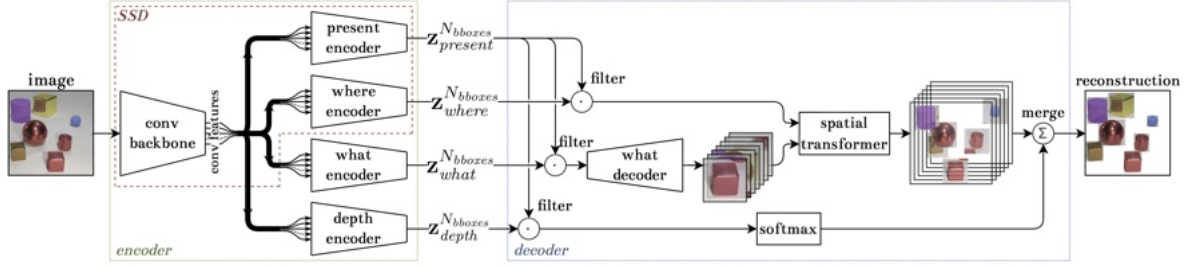 SSD
image
conv
backbone
conv features
present
encoder
where
encoder
what
encoder
depth
encoder
encoder
z^{N_{bboxes}}_{present}
z^{N_{bboxes}}_{where}
z^{N_{bboxes}}_{what}
z^{N_{bboxes}}_{depth}
filter
filter
filter
what
decoder
decoder
spatial
transformer
softmax
merge
Σ
reconstruction